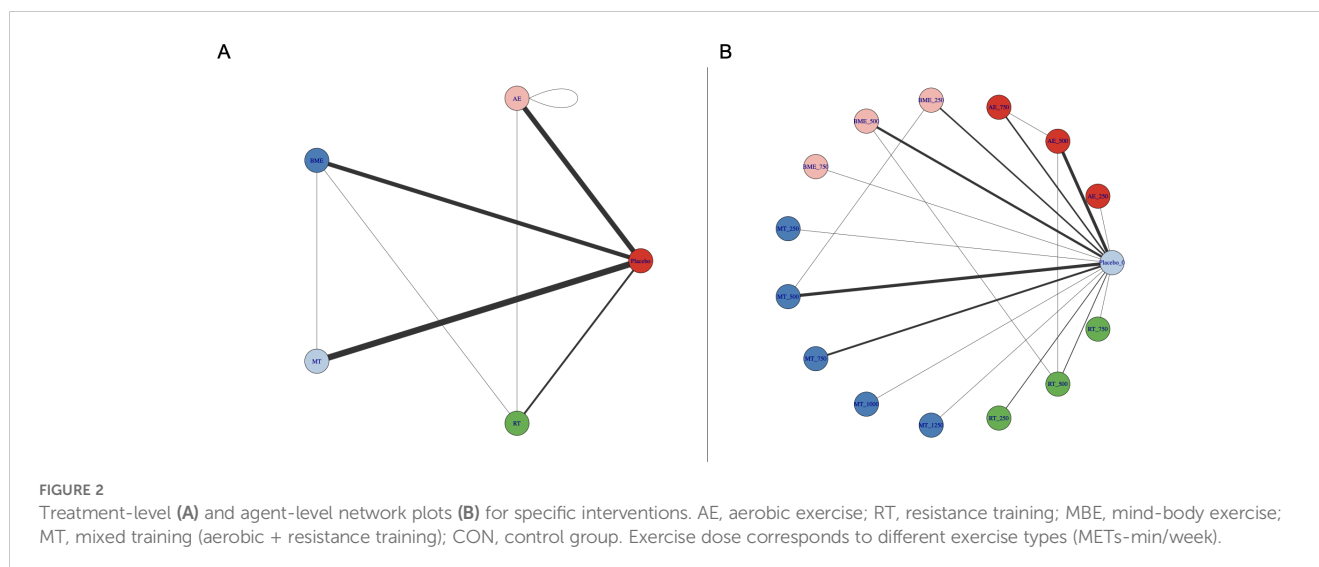 A
B
AE
BME
Placebo
MT
RT
BME_250
AE_750
BME_500
AE_500
BME_750
AE_250
MT_250
Placebo_0
MT_500
RT_750
MT_750
RT_500
MT_1000
RT_250
MT_1250
FIGURE 2
Treatment-level (A) and agent-level network plots (B) for specific interventions. AE, aerobic exercise; RT, resistance training; MBE, mind-body exercise;
MT, mixed training (aerobic + resistance training); CON, control group. Exercise dose corresponds to different exercise types (METs-min/week).